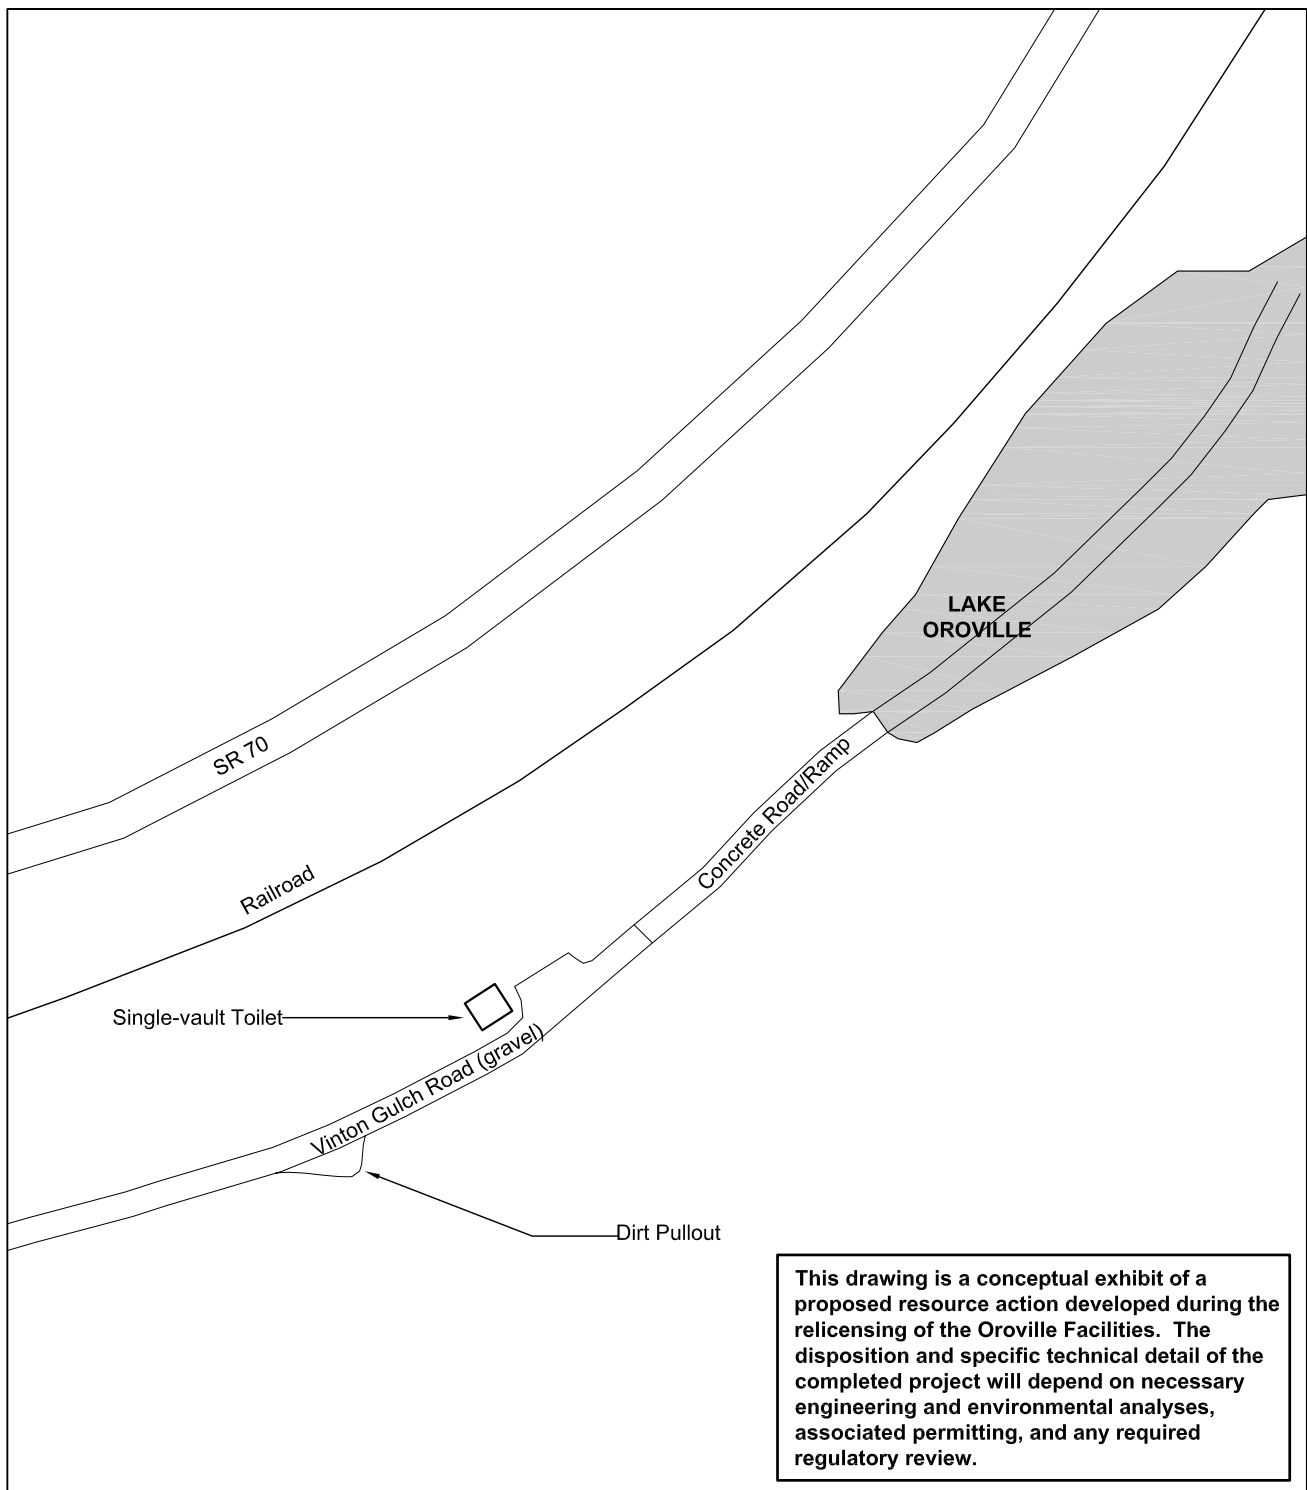 LAKE
OROVILLE
SR 70
Concrete Road/Ramp
Railroad
Single-vault Toilet
Vinton Gulch Road (gravel)
Dirt Pullout
This drawing is a conceptual exhibit of a
proposed resource action developed during the
relicensing of the Oroville Facilities.  The
disposition and specific technical detail of the
completed project will depend on necessary
engineering and environmental analyses,
associated permitting, and any required
regulatory review.